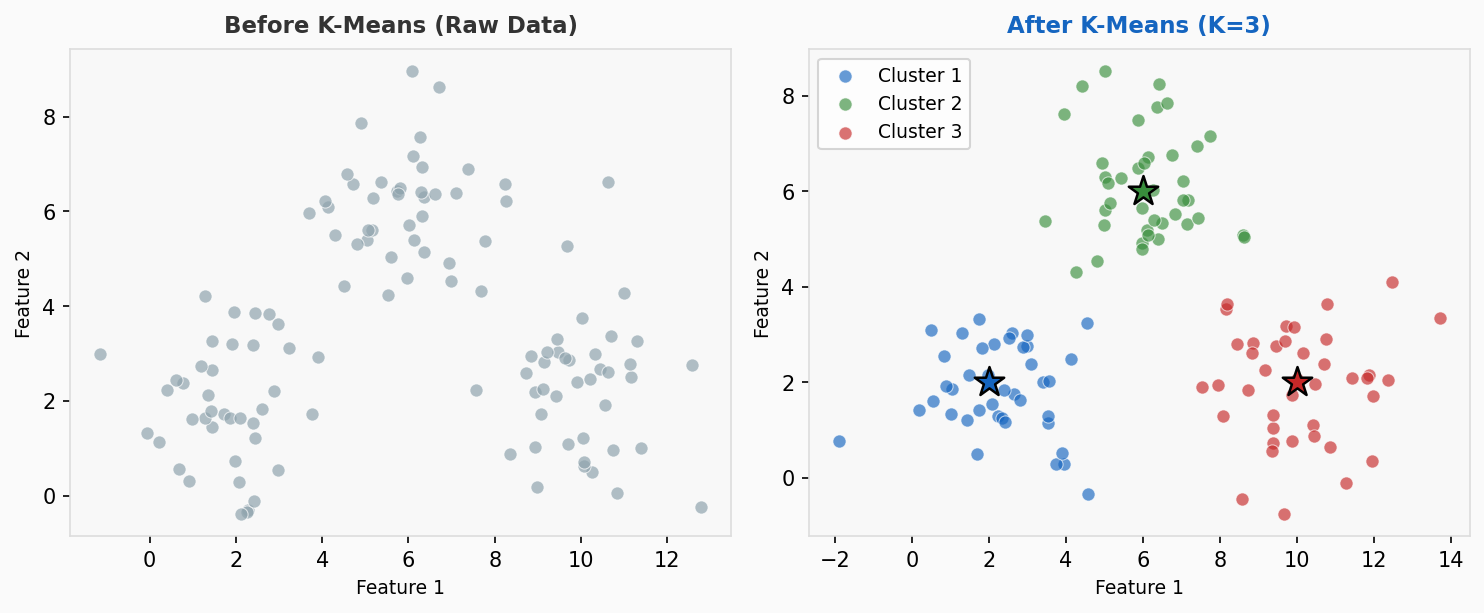 Before K-Means (Raw Data)
Feature 2
8
6
4
2
0
0 2 4 6 8 10 12
Feature 1
After K-Means (K=3)
Cluster 1
Cluster 2
Cluster 3
Feature 2
8
6
4
2
0
−2 0 2 4 6 8 10 12 14
Feature 1